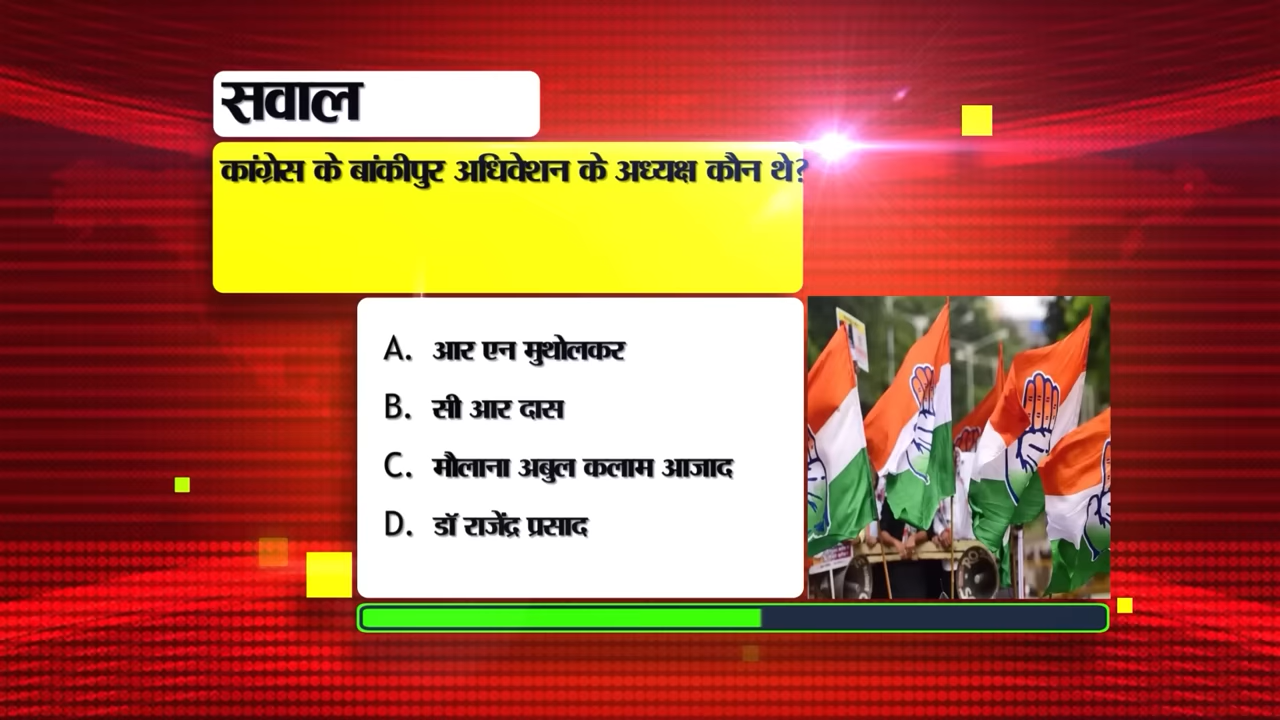 सवाल
कांग्रेस के बांकीपुर अधिवेशन के अध्यक्ष कौन थे?
A. आर एन मुथोलकर
B. सी आर दास
C. मौलाना अबुल कलाम आजाद
D. डॉ राजेंद्र प्रसाद